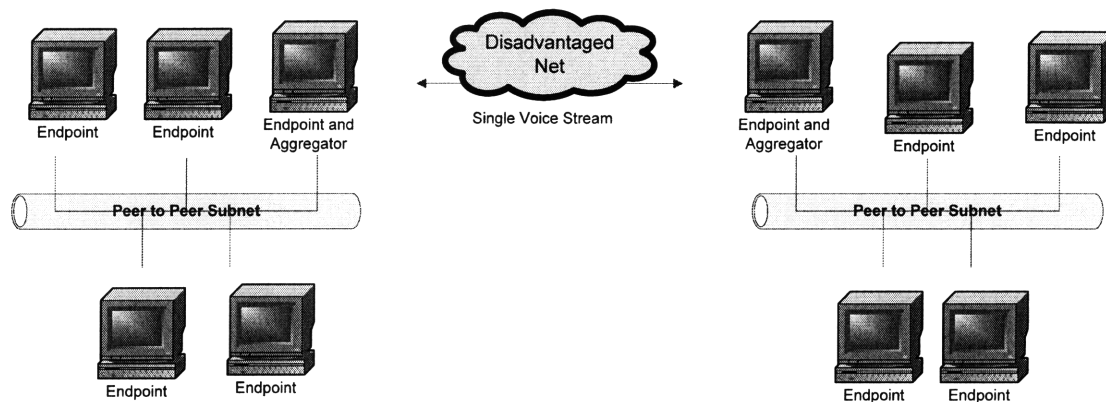 Disadvantaged
Net
Single Voice Stream
Endpoint
Endpoint
Endpoint and
Aggregator
Peer to Peer Subnet
Endpoint
Endpoint
Endpoint and
Aggregator
Endpoint
Endpoint
Peer to Peer Subnet
Endpoint
Endpoint